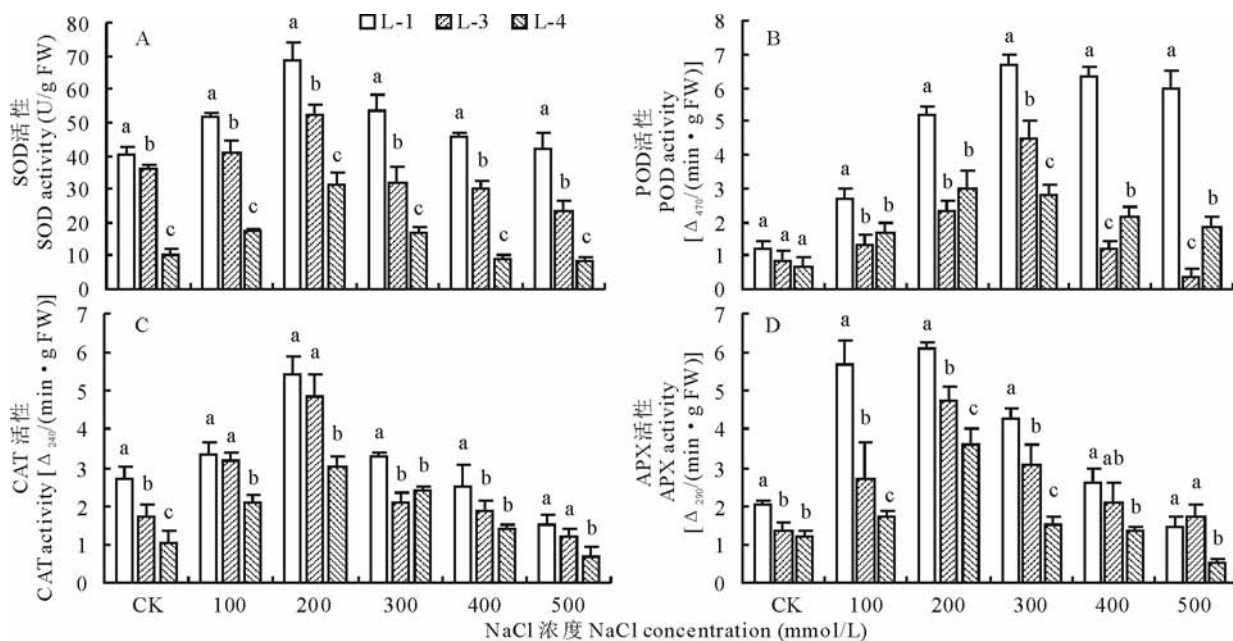 L-1 L-3 L-4
A
SOD活性
SOD activity (U/g FW)
80
70
60
50
40
30
20
10
0
a b c
a b c
a b c
a b c
a b c
a b c
B
POD活性
POD activity
[Δ470/(min·g FW)]
8
7
6
5
4
3
2
1
0
a a a
a b b
a b b
a b c
a c b
a c b
C
CAT 活性
CAT activity [Δ240/(min·g FW)]
7
6
5
4
3
2
1
0
a b c
a a b
a a b
a b b
a b b
a a b
CK 100 200 300 400 500
D
APX活性
APX activity
[Δ290/(min·g FW)]
7
6
5
4
3
2
1
0
a b b
a b c
a b c
a b c
a ab b
a a b
CK 100 200 300 400 500
NaCl 浓度 NaCl concentration (mmol/L)